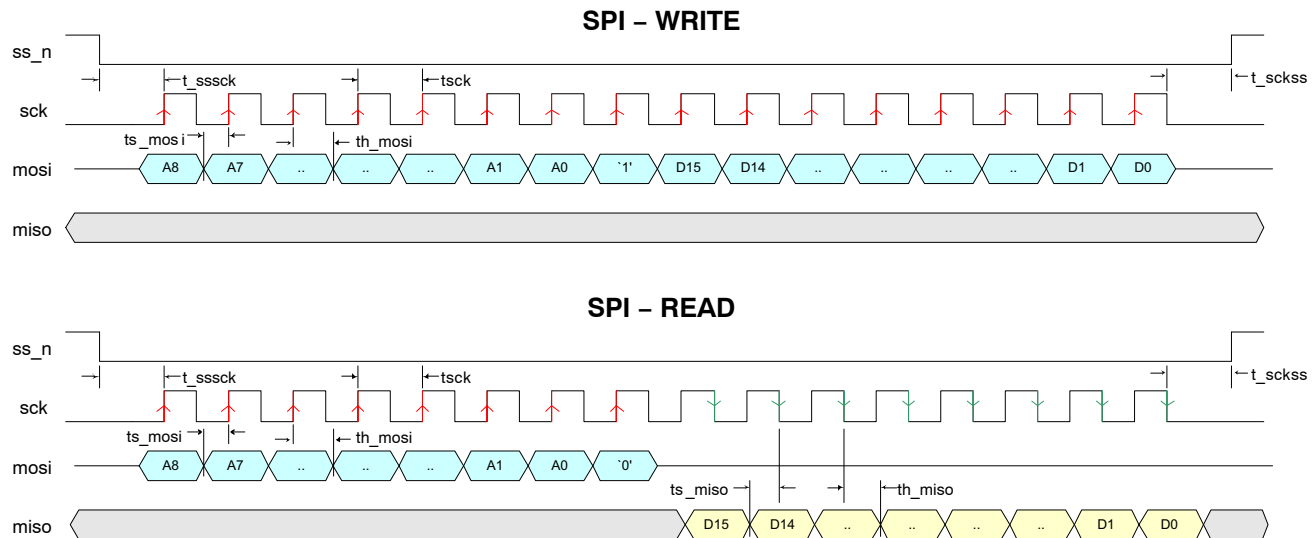 SPI – WRITE
ss_n
t_sssck tsck t_sckss
sck
ts_mosi th_mosi
mosi A8 A7 .. .. .. A1 A0 `1' D15 D14 .. .. .. .. D1 D0
miso
SPI – READ
ss_n
t_sssck tsck t_sckss
sck
ts_mosi th_mosi
mosi A8 A7 .. .. .. A1 A0 `0'
ts_miso th_miso
miso D15 D14 .. .. .. .. D1 D0